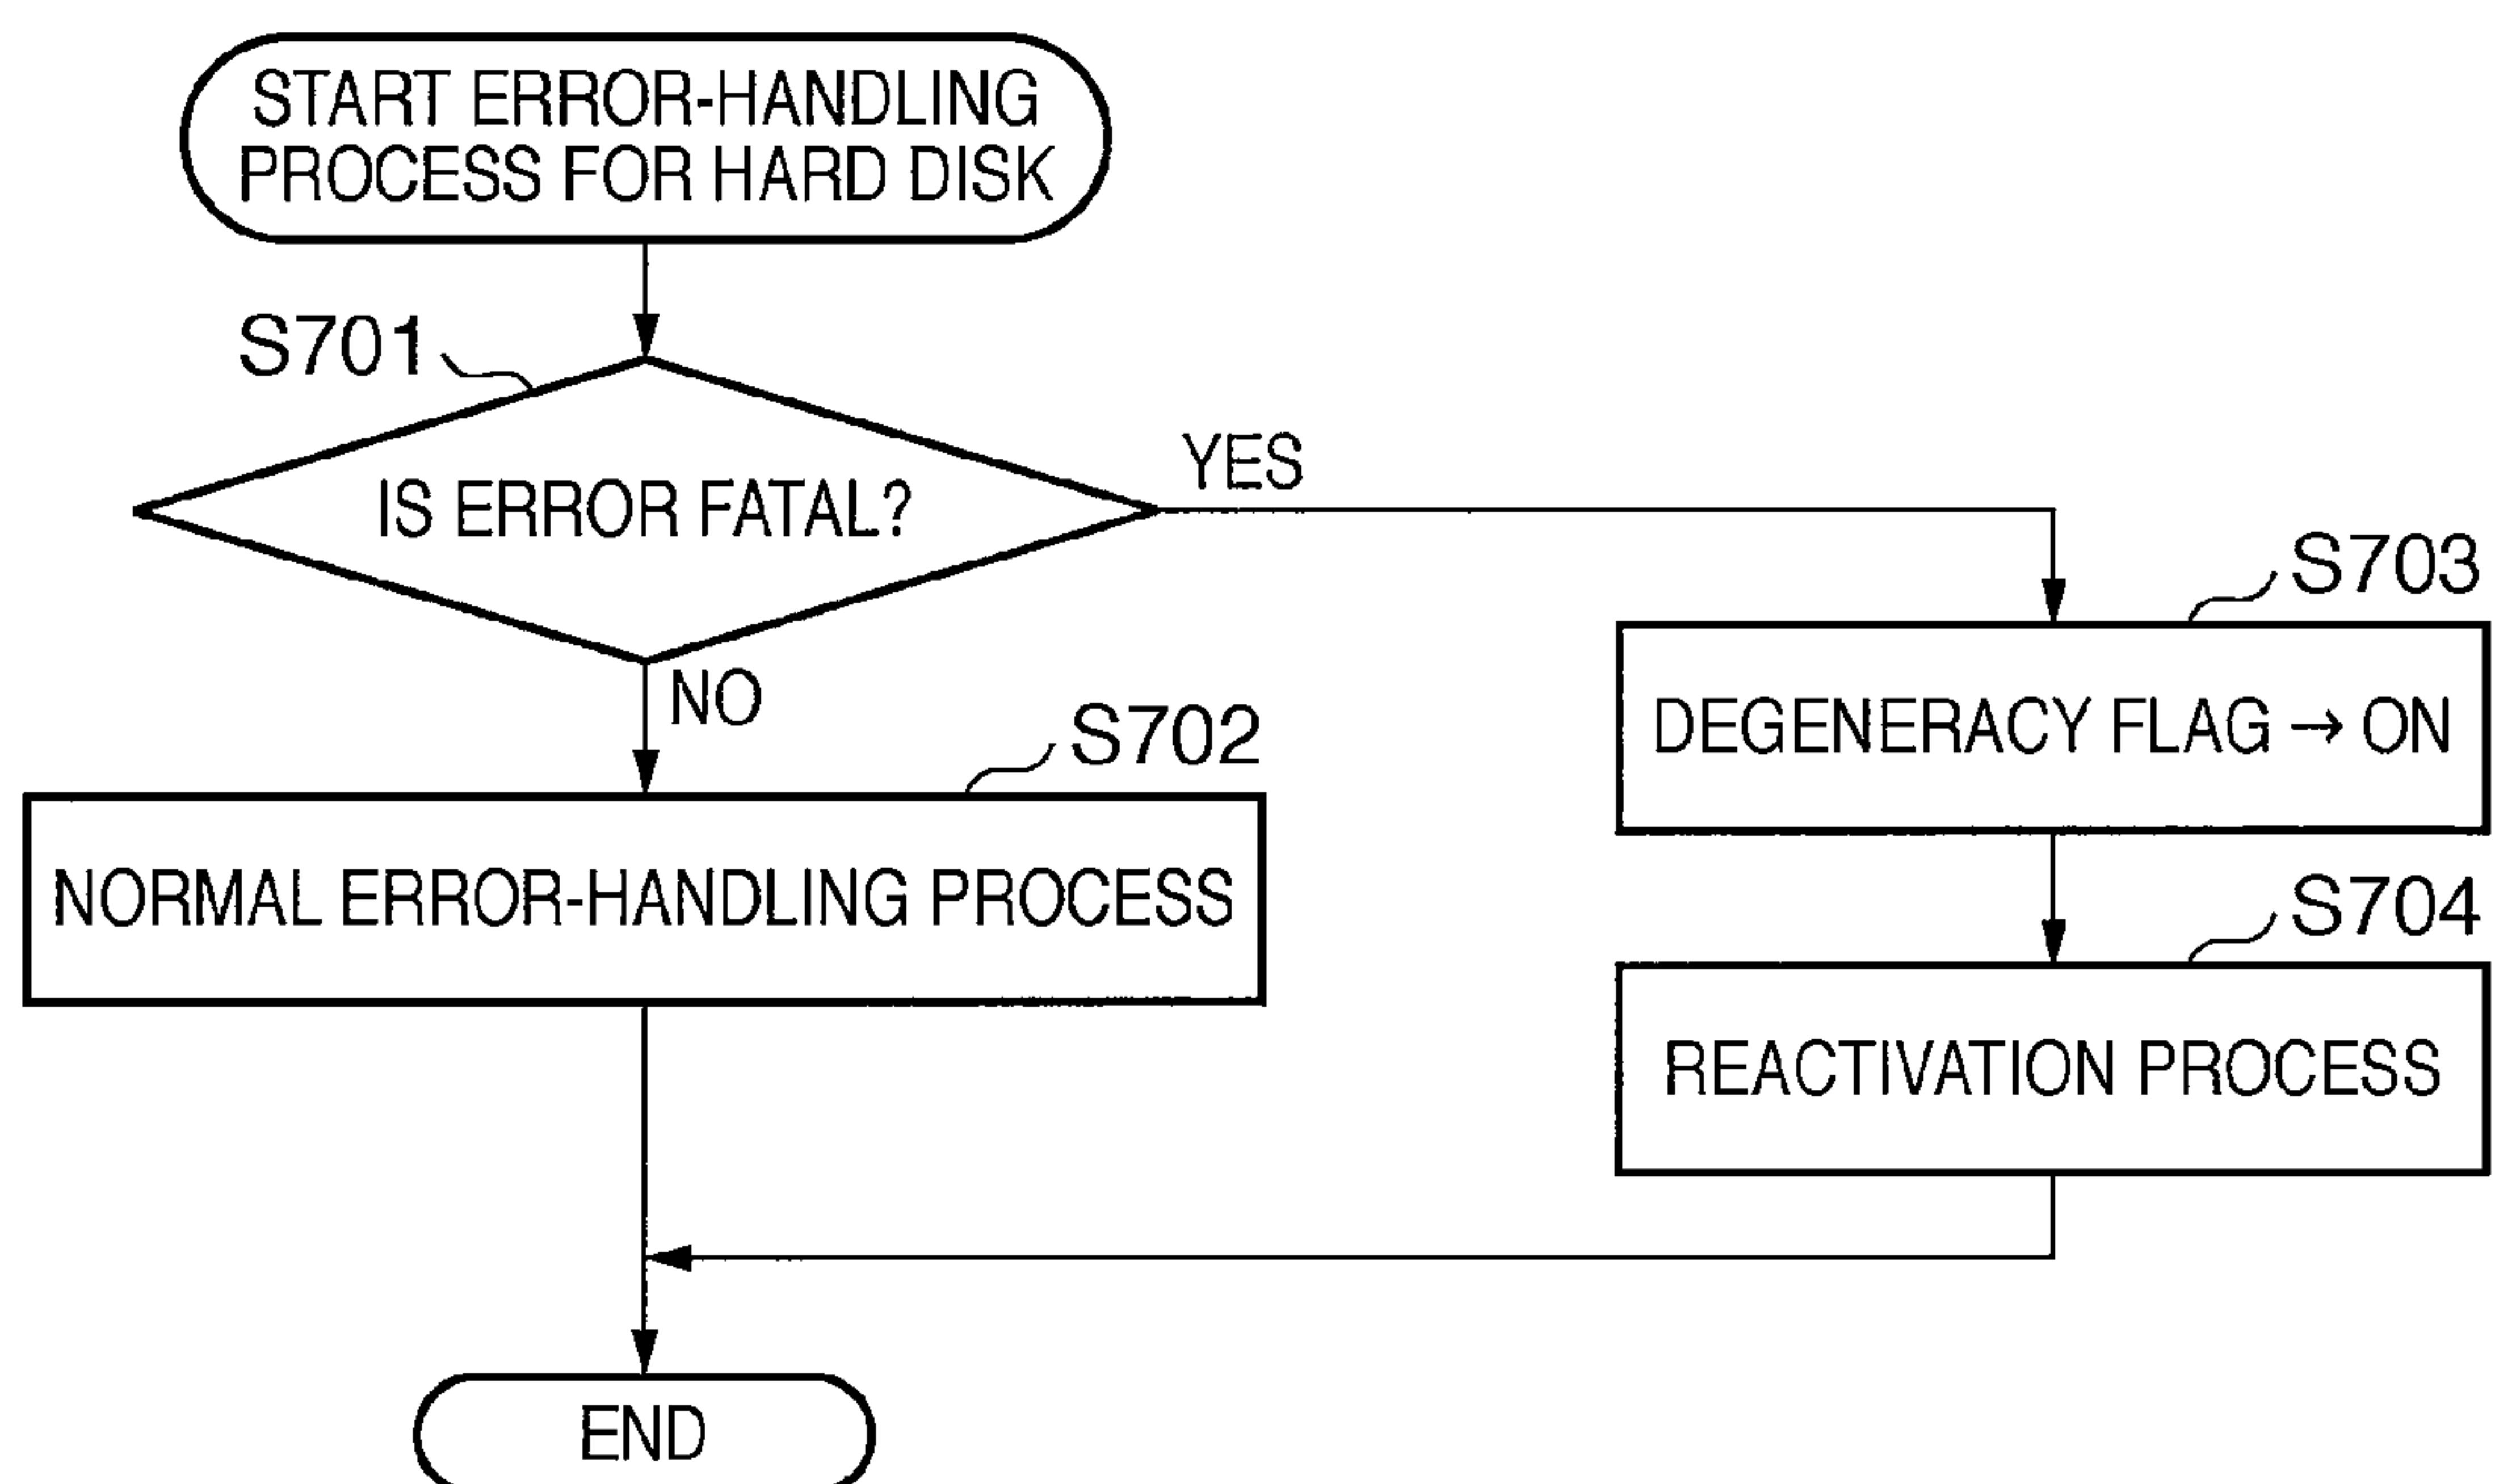 START ERROR-HANDLING
PROCESS FOR HARD DISK
S701
IS ERROR FATAL?
YES
NO
S703
DEGENERACY FLAG → ON
S702
NORMAL ERROR-HANDLING PROCESS
S704
REACTIVATION PROCESS
END